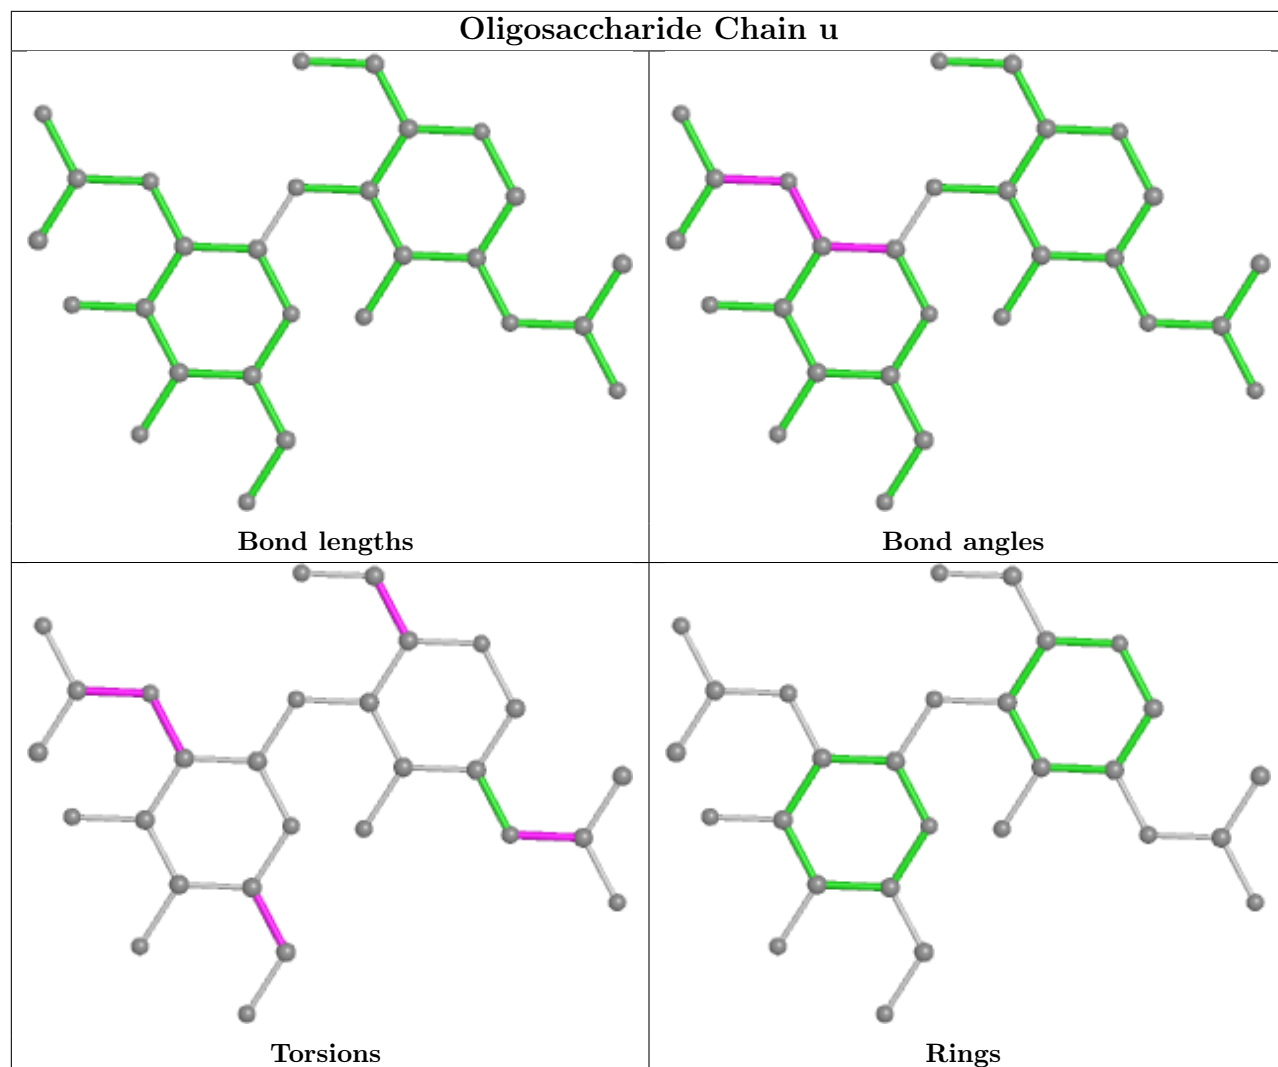 Oligosaccharide Chain u
Bond lengths
Bond angles
Torsions
Rings